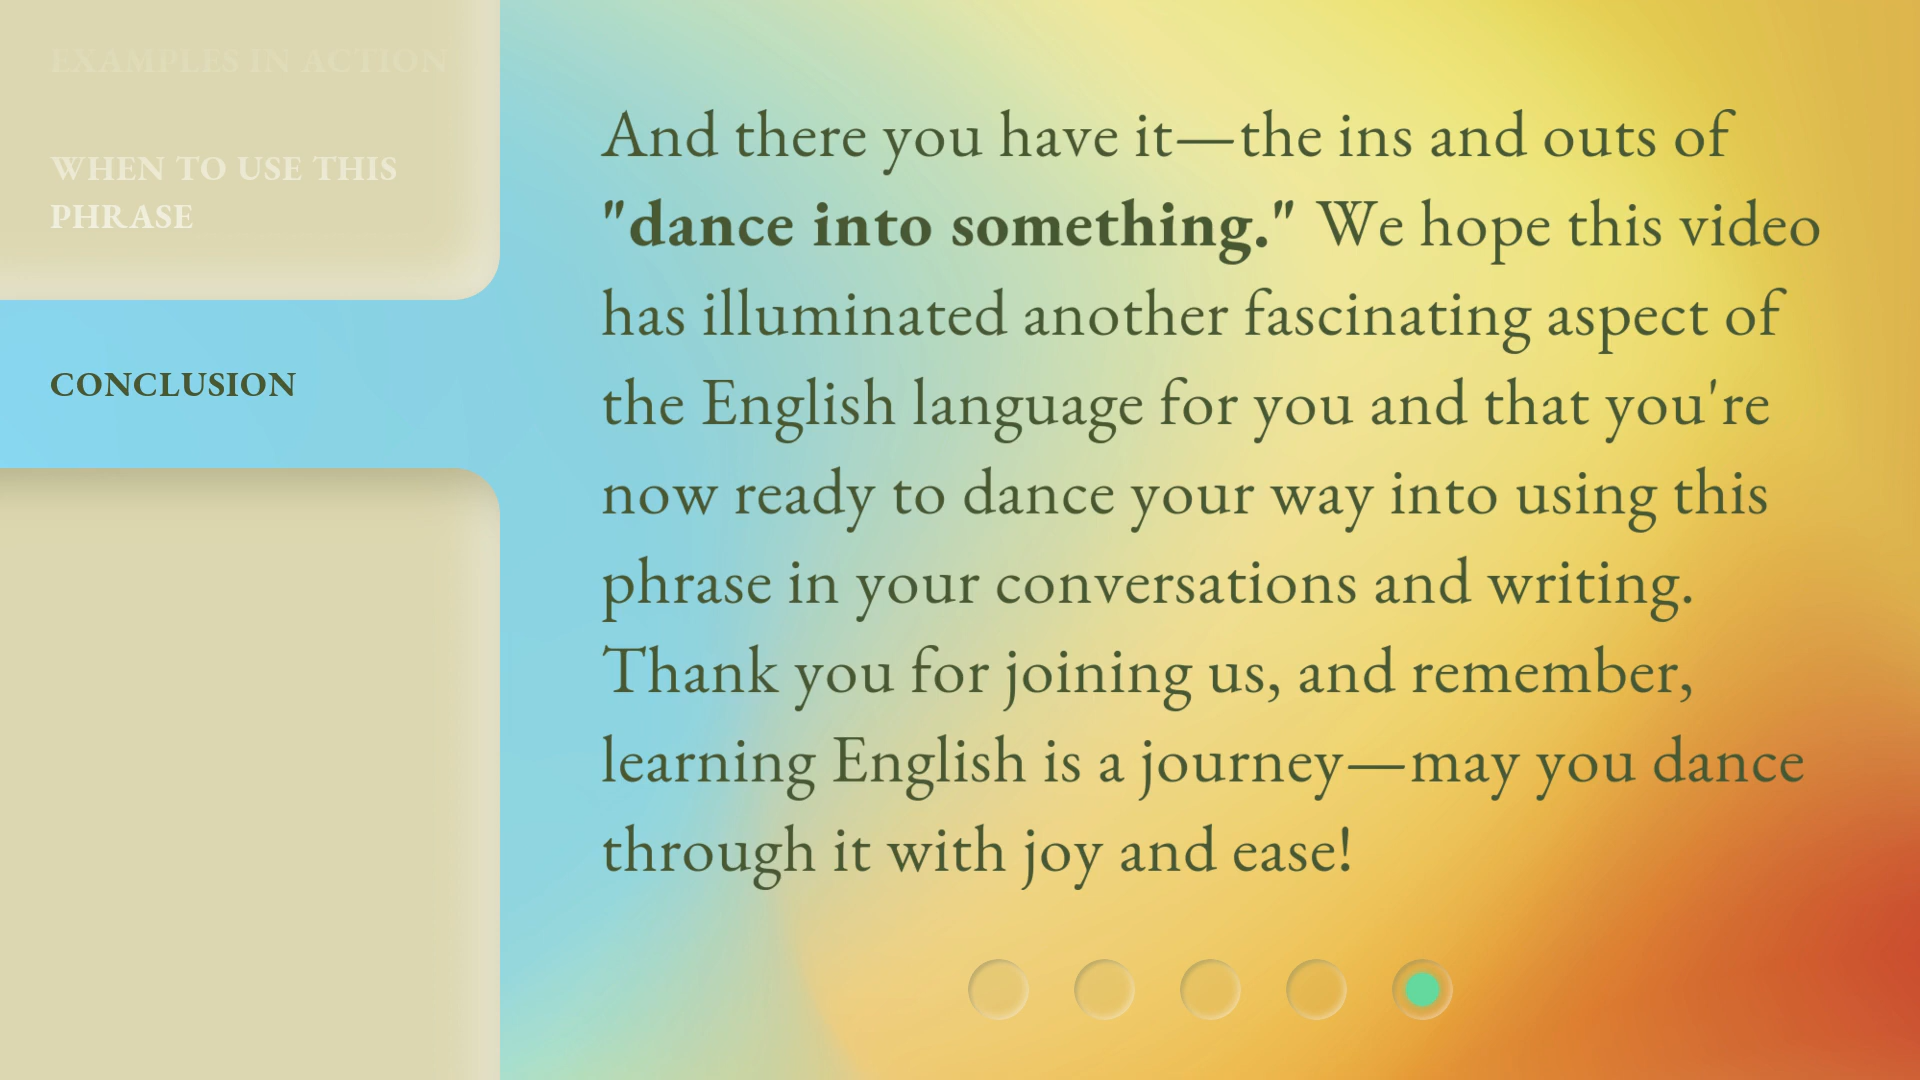 EXAMPLES IN ACTION
WHEN TO USE THIS
PHRASE
CONCLUSION
And there you have it—the ins and outs of
"dance into something." We hope this video
has illuminated another fascinating aspect of
the English language for you and that you're
now ready to dance your way into using this
phrase in your conversations and writing.
Thank you for joining us, and remember,
learning English is a journey—may you dance
through it with joy and ease!